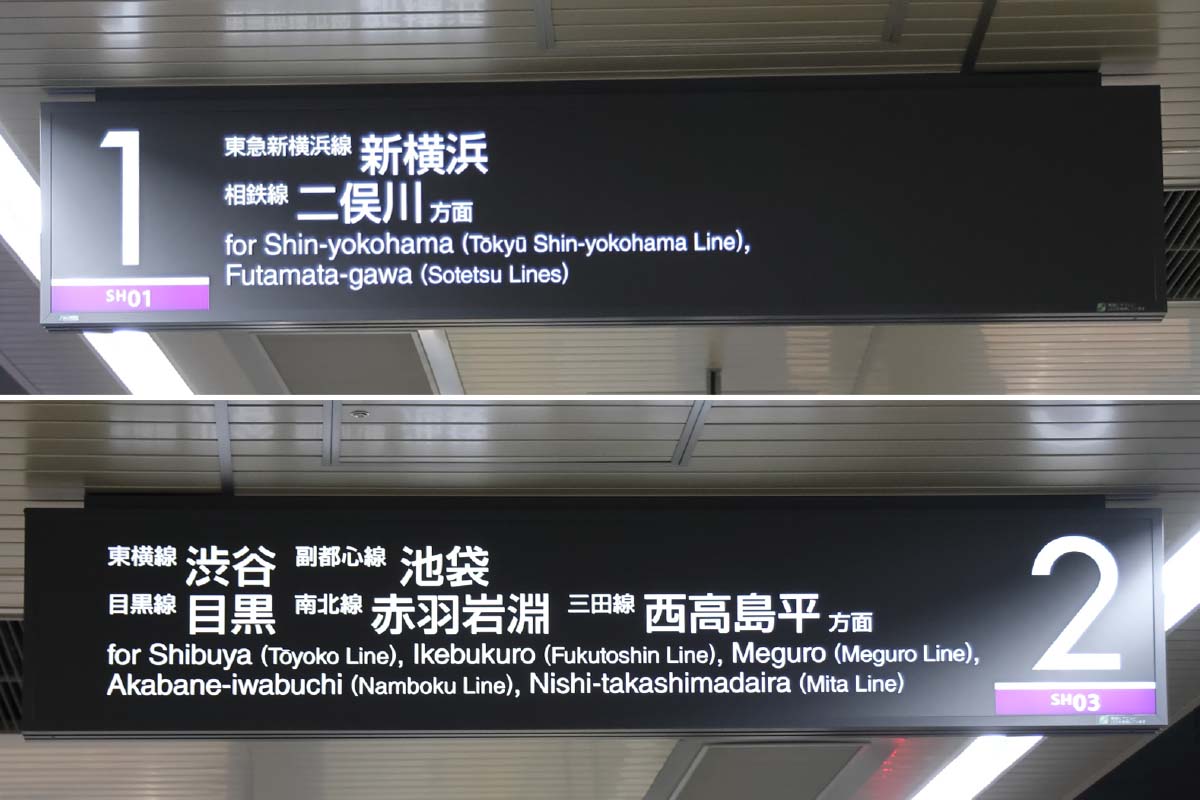 1
東急新横浜線 新横浜
相鉄線 二俣川 方面
for Shin-yokohama (Tōkyū Shin-yokohama Line),
Futamata-gawa (Sotetsu Lines)
SH01
東横線 渋谷 副都心線 池袋
目黒線 目黒 南北線 赤羽岩淵 三田線 西高島平 方面
for Shibuya (Tōyoko Line), Ikebukuro (Fukutoshin Line), Meguro (Meguro Line),
Akabane-iwabuchi (Namboku Line), Nishi-takashimadaira (Mita Line)
2
SH03